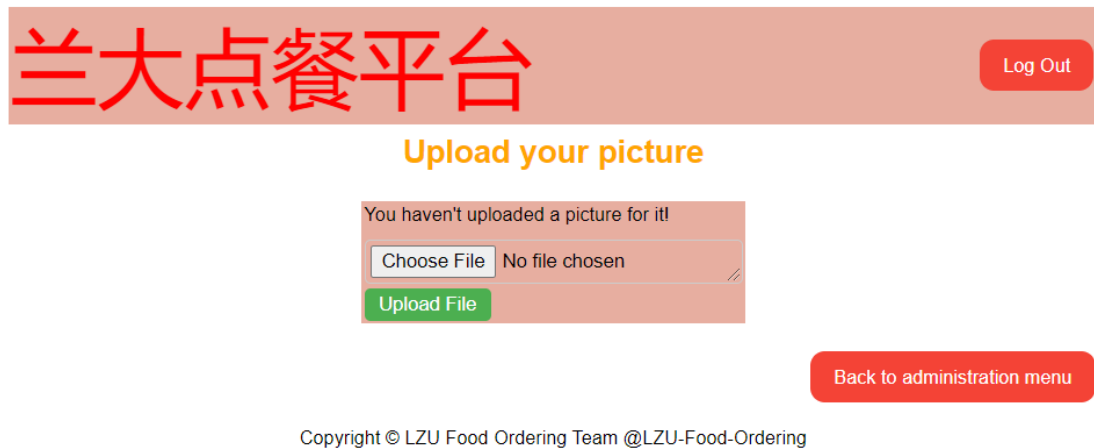 兰大点餐平台
Log Out
Upload your picture
You haven't uploaded a picture for it!
Choose File No file chosen
Upload File
Back to administration menu
Copyright © LZU Food Ordering Team @LZU-Food-Ordering